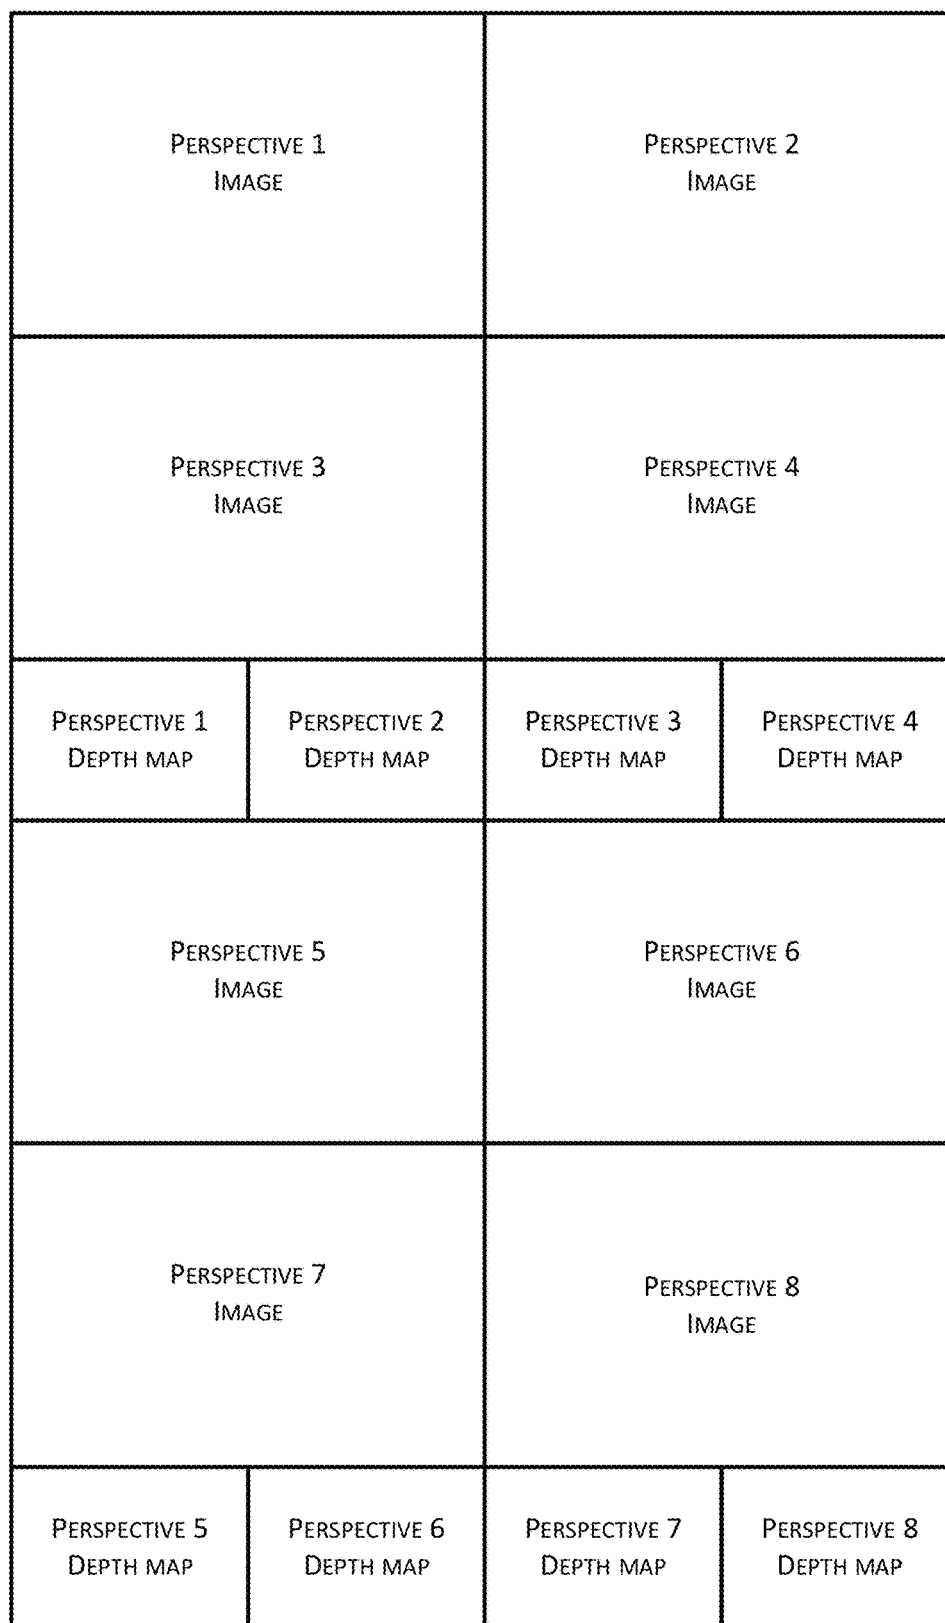 Perspective 1
Image
Perspective 2
Image
Perspective 3
Image
Perspective 4
Image
Perspective 1
Depth map
Perspective 2
Depth map
Perspective 3
Depth map
Perspective 4
Depth map
Perspective 5
Image
Perspective 6
Image
Perspective 7
Image
Perspective 8
Image
Perspective 5
Depth map
Perspective 6
Depth map
Perspective 7
Depth map
Perspective 8
Depth map